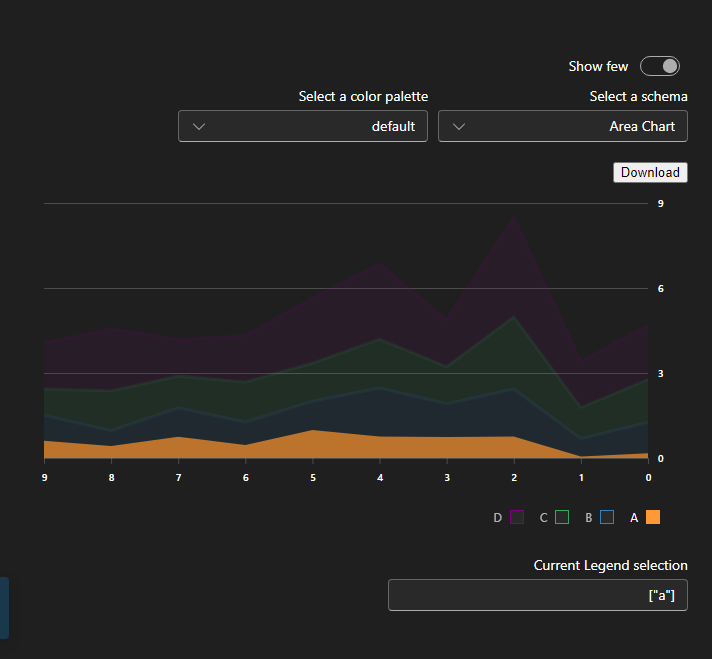 Show few
Select a color palette
Select a schema
default
Area Chart
Download
9
6
3
0
9 8 7 6 5 4 3 2 1 0
D C B A
Current Legend selection
["a"]